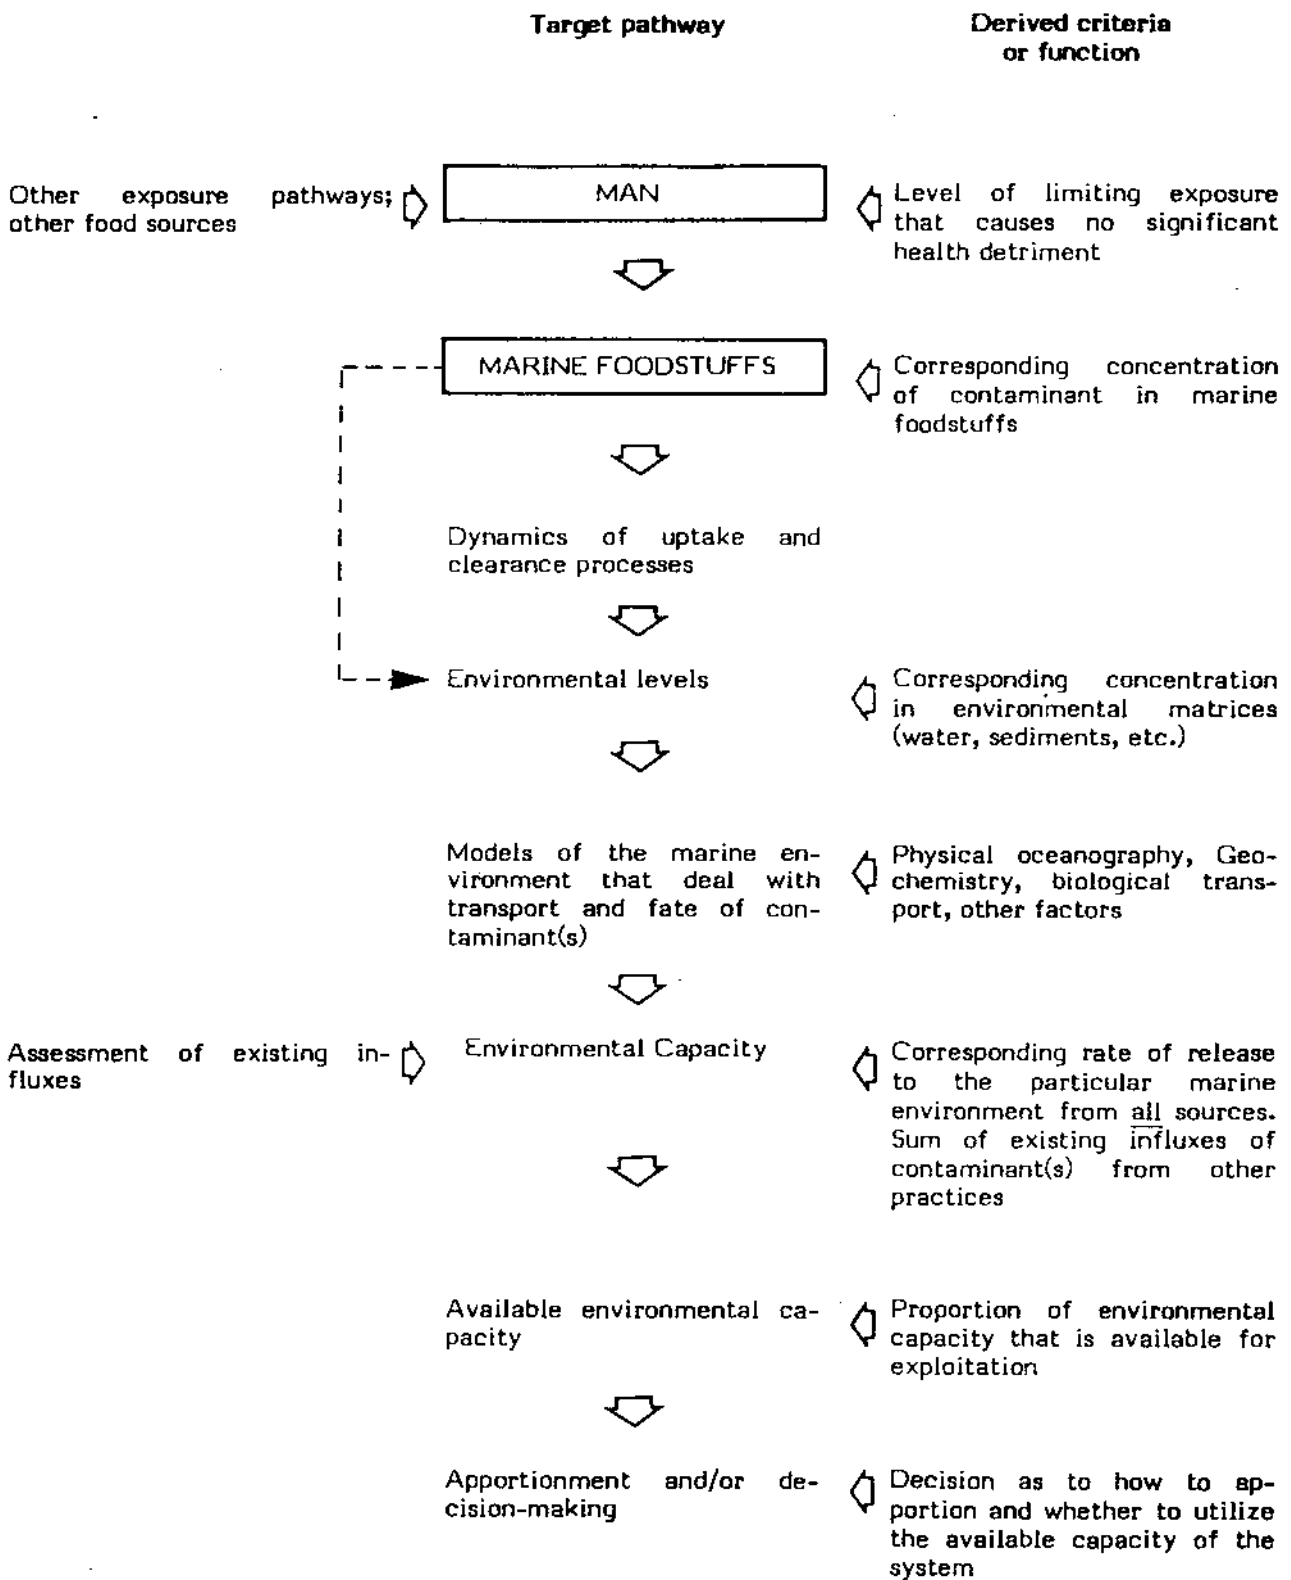 Target pathway
Derived criteria
or function
Other exposure pathways;
other food sources
MAN
Level of limiting exposure
that causes no significant
health detriment
MARINE FOODSTUFFS
Corresponding concentration
of contaminant in marine
foodstuffs
Dynamics of uptake and
clearance processes
Environmental levels
Corresponding concentration
in environmental matrices
(water, sediments, etc.)
Models of the marine en-
vironment that deal with
transport and fate of con-
taminant(s)
Physical oceanography, Geo-
chemistry, biological trans-
port, other factors
Assessment of existing in-
fluxes
Environmental Capacity
Corresponding rate of release
to the particular marine
environment from all sources.
Sum of existing influxes of
contaminant(s) from other
practices
Available environmental ca-
pacity
Proportion of environmental
capacity that is available for
exploitation
Apportionment and/or de-
cision-making
Decision as to how to ap-
portion and whether to utilize
the available capacity of the
system